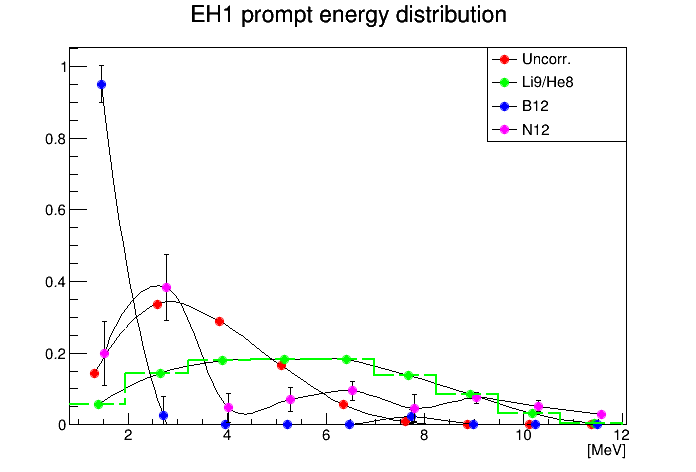 EH1 prompt energy distribution
1
Uncorr.
Li9/He8
B12
N12
0.8
0.6
0.4
0.2
0
2 4 6 8 10 12
[MeV]